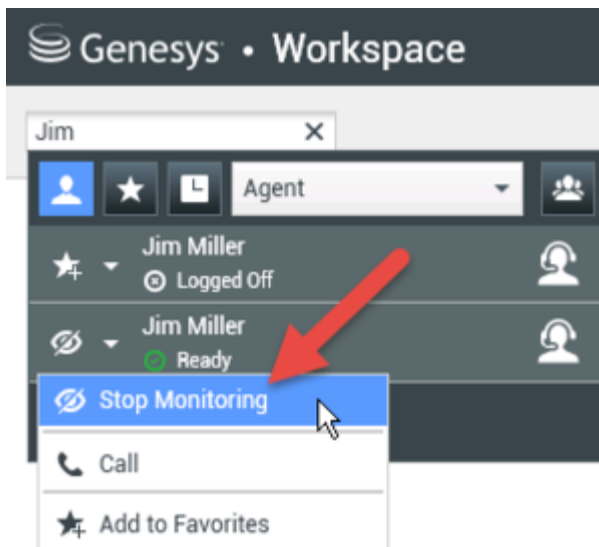 Genesys • Workspace
Jim
Agent
Jim Miller
Logged Off
Jim Miller
Ready
Stop Monitoring
Call
Add to Favorites